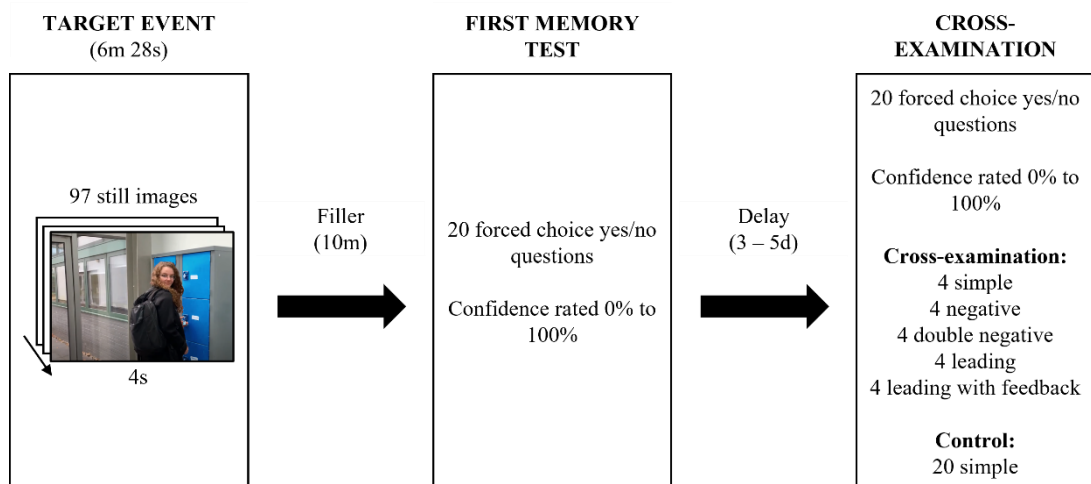 TARGET EVENT
(6m 28s)
97 still images
4s
Filler
(10m)
FIRST MEMORY
TEST
20 forced choice yes/no
questions
Confidence rated 0% to
100%
Delay
(3 – 5d)
CROSS-
EXAMINATION
20 forced choice yes/no
questions
Confidence rated 0% to
100%
Cross-examination:
4 simple
4 negative
4 double negative
4 leading
4 leading with feedback
Control:
20 simple